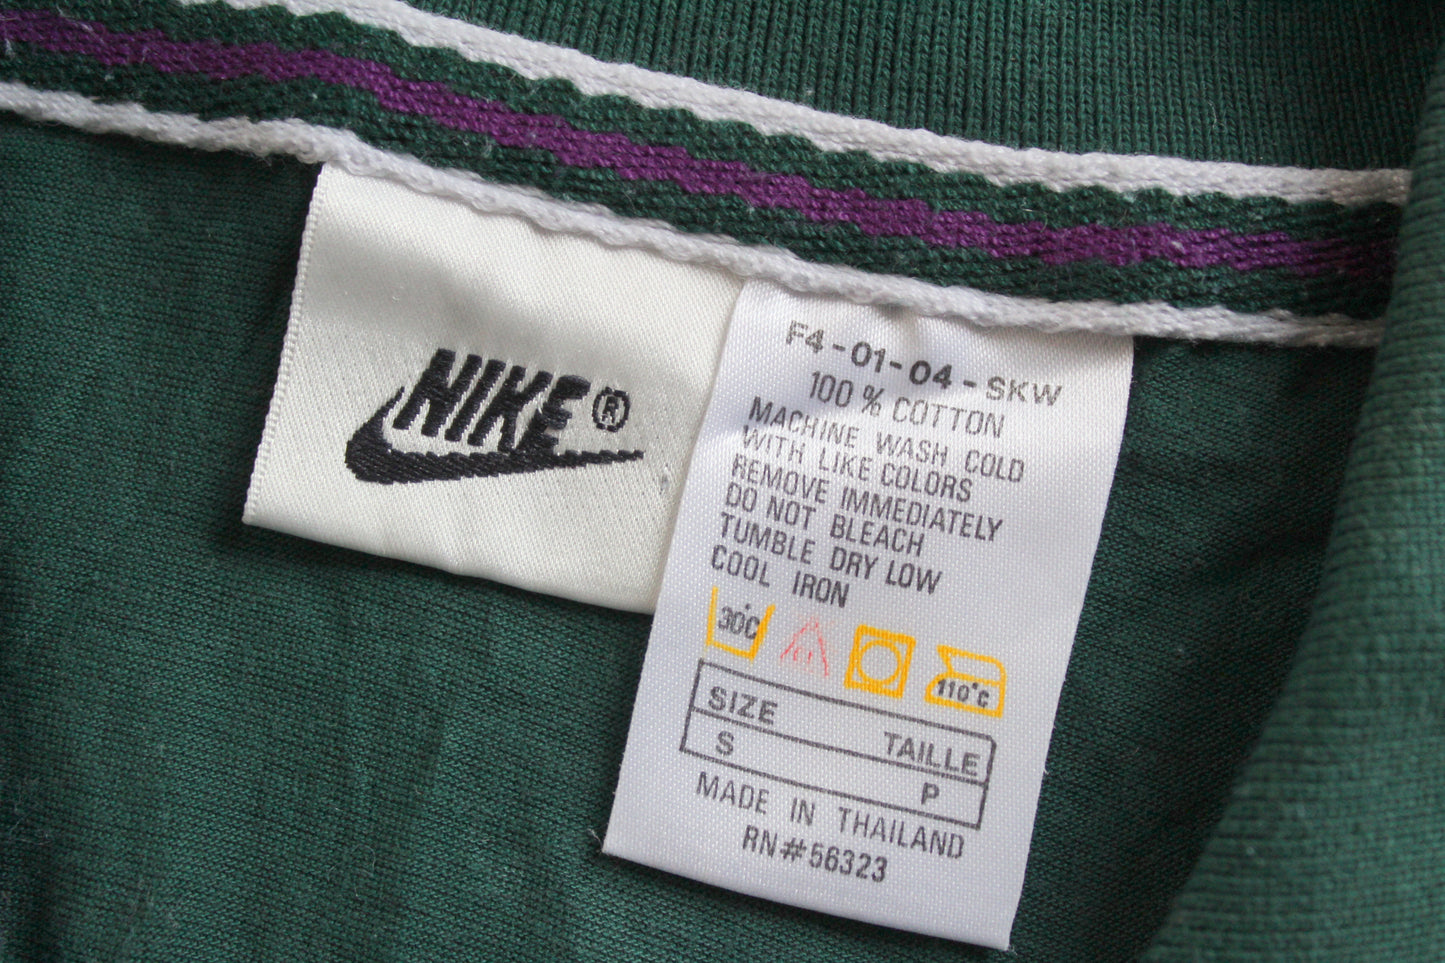 NIKE®
F4-01-04-SKW
100% COTTON
MACHINE WASH COLD
WITH LIKE COLORS
REMOVE IMMEDIATELY
DO NOT BLEACH
TUMBLE DRY LOW
COOL IRON
30°C
110°C
SIZE TAILLE
S P
MADE IN THAILAND
RN#56323